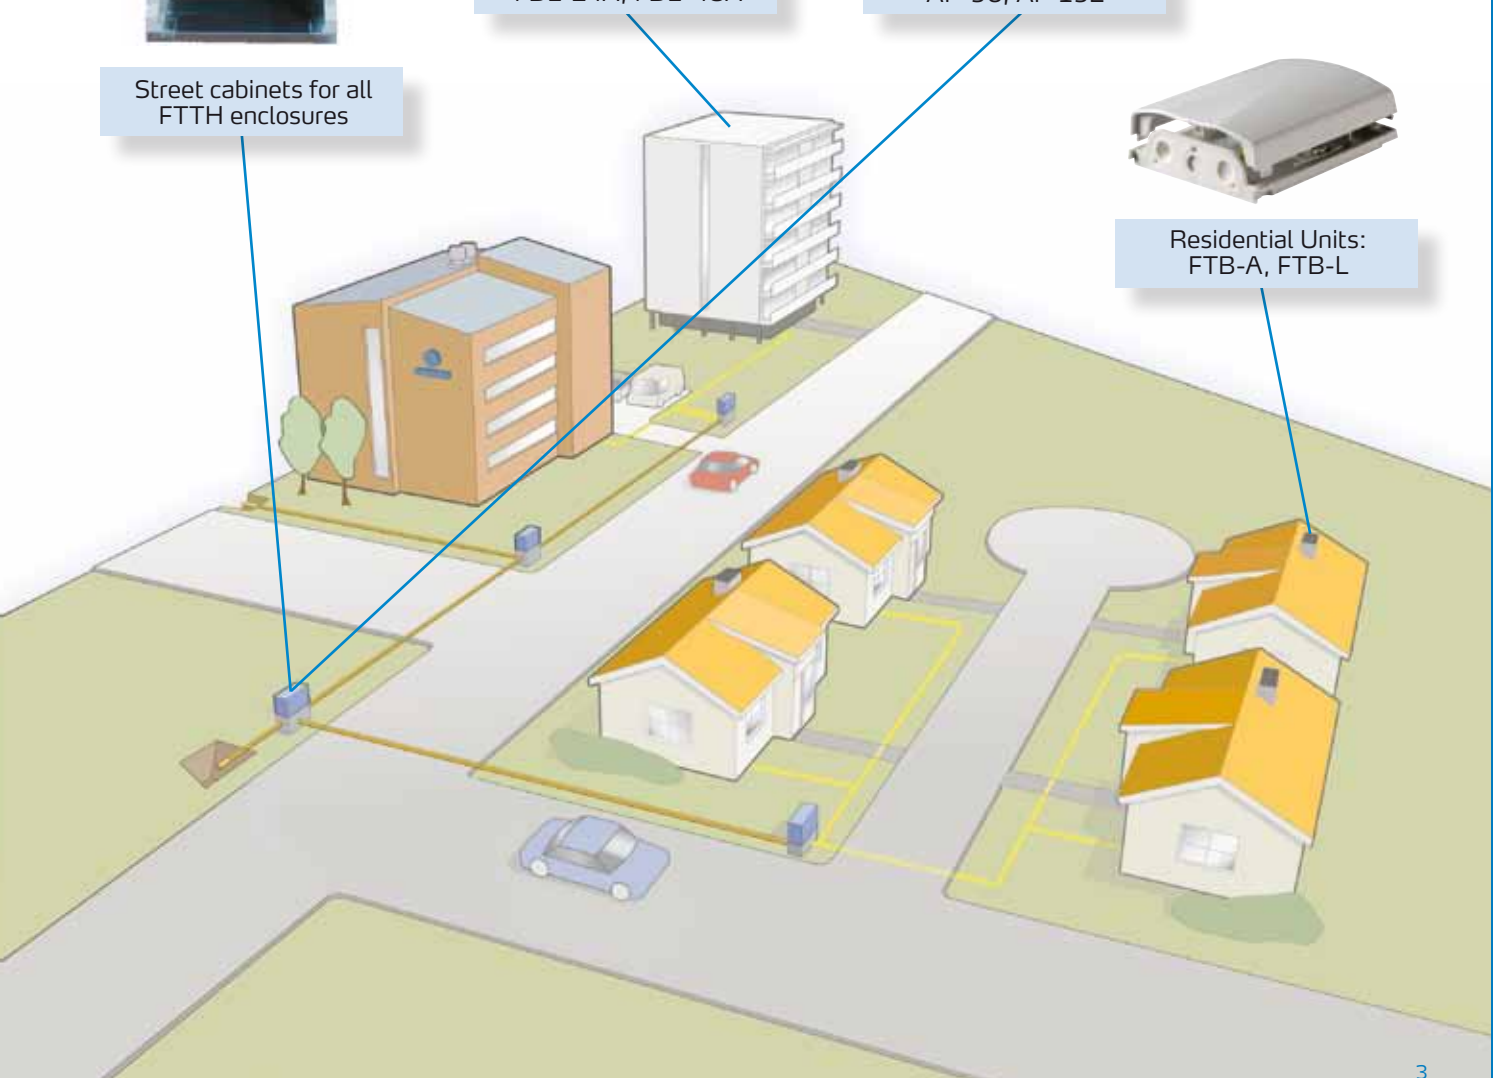 Street cabinets for all
FTTH enclosures
Residential Units:
FTB-A, FTB-L
3